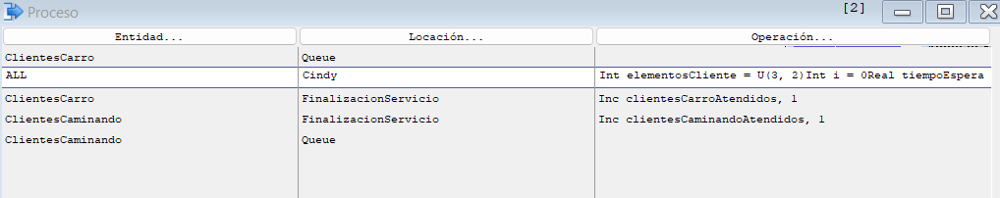 Proceso [2]
Entidad... Locación... Operación...
ClientesCarro Queue
ALL Cindy Int elementosCliente = U(3, 2)Int i = 0Real tiempoEspera
ClientesCarro FinalizacionServicio Inc clientesCarroAtendidos, 1
ClientesCaminando FinalizacionServicio Inc clientesCaminandoAtendidos, 1
ClientesCaminando Queue